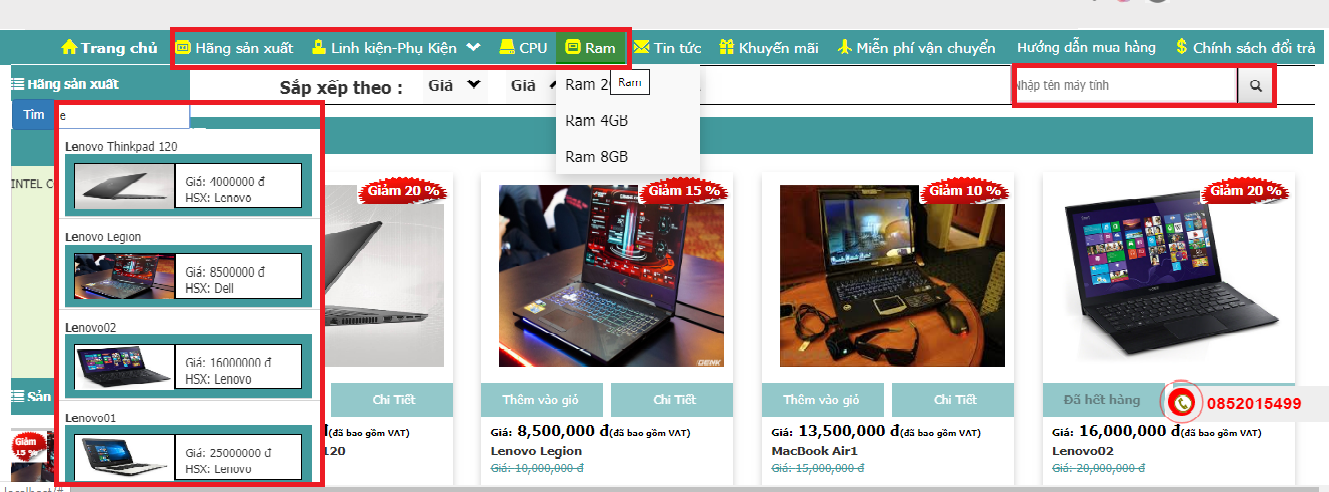 Trang chủ Hãng sản xuất Linh kiện-Phụ Kiện CPU Ram Tin tức Khuyến mãi Miễn phí vận chuyển Hướng dẫn mua hàng Chính sách đổi trả
Hãng sản xuất
Sắp xếp theo : Giá Giá
Nhập tên máy tính
Ram
Ram 4GB
Ram 8GB
Ram
Tìm
Lenovo Thinkpad 120
Giá: 4000000 đ
HSX: Lenovo
Lenovo Legion
Giá: 8500000 đ
HSX: Dell
Lenovo02
Giá: 16000000 đ
HSX: Lenovo
Lenovo01
Giá: 25000000 đ
HSX: Lenovo
INTEL
Giảm 20 %
Chi Tiết
đ(đã bao gồm VAT)
120
Giảm 15 %
GENK
Thêm vào giỏ Chi Tiết
Giá: 8,500,000 đ(đã bao gồm VAT)
Lenovo Legion
Giá: 10,000,000 đ
Giảm 10 %
Thêm vào giỏ Chi Tiết
Giá: 13,500,000 đ(đã bao gồm VAT)
MacBook Air1
Giá: 15,000,000 đ
Giảm 20 %
Đã hết hàng
0852015499
Giá: 16,000,000 đ(đã bao gồm VAT)
Lenovo02
Giá: 20,000,000 đ
Sản
Giảm
15 %